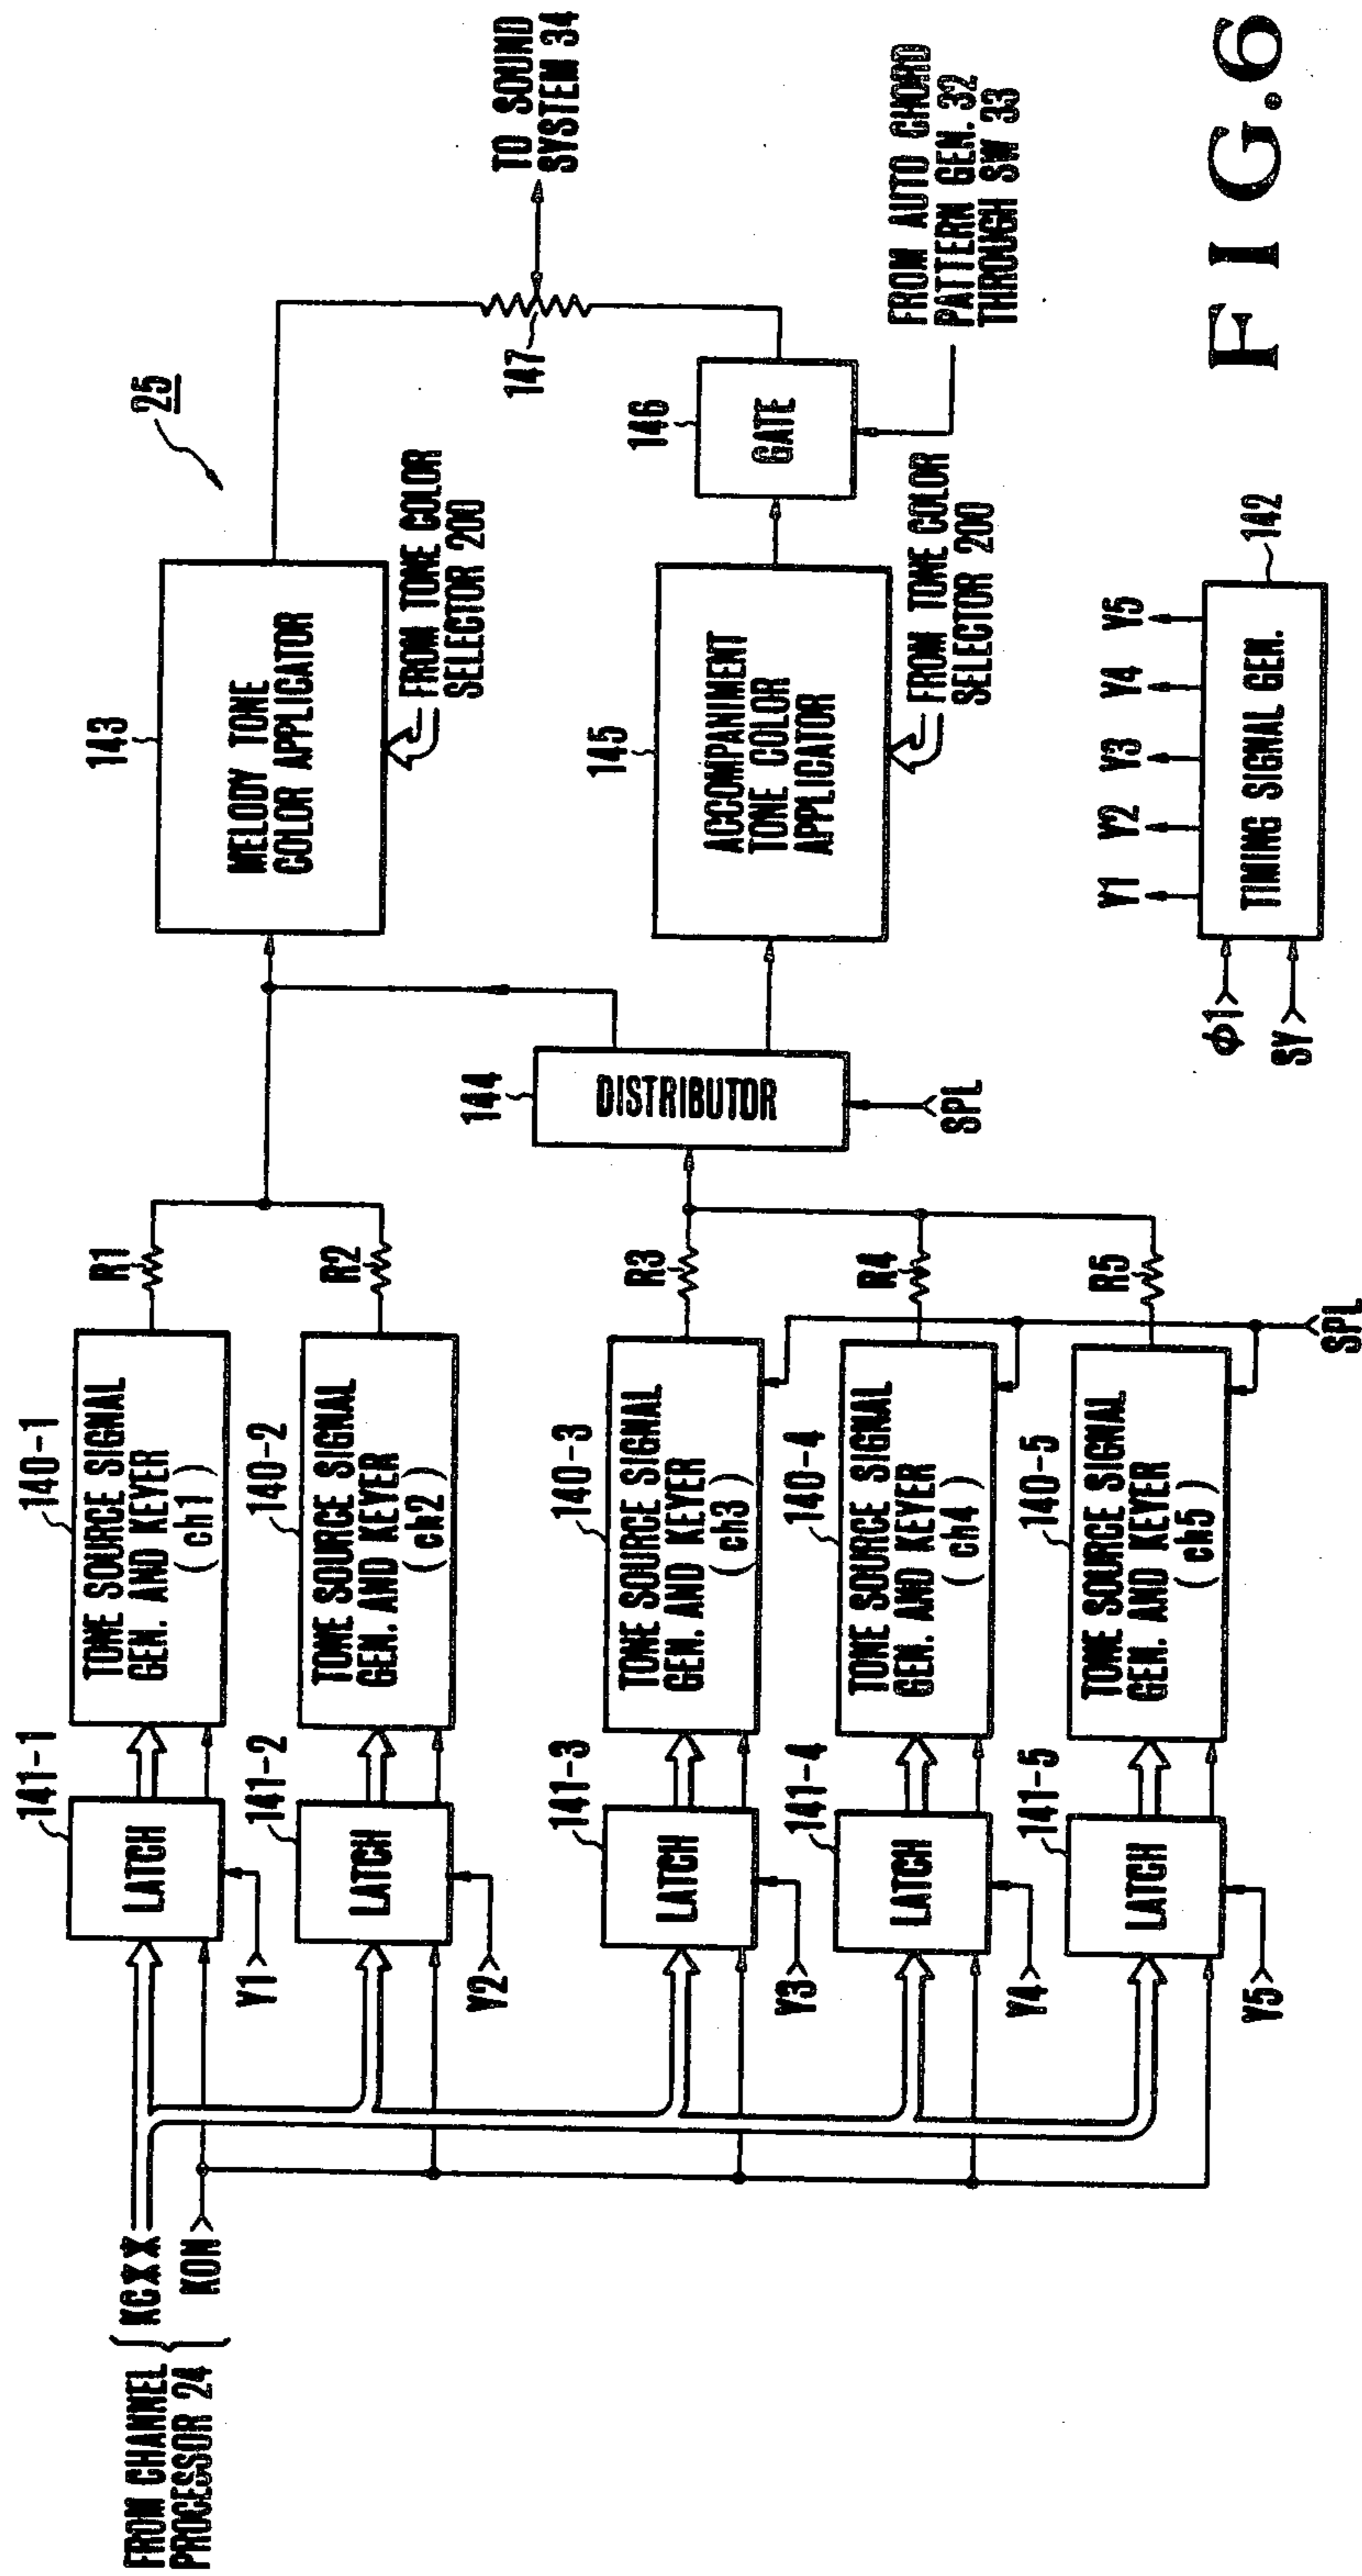 FROM CHANNEL
PROCESSOR 24
KCXX
KON
141-1
LATCH
Y1
140-1
TONE SOURCE SIGNAL
GEN. AND KEYER
(ch1)
R1
141-2
LATCH
Y2
140-2
TONE SOURCE SIGNAL
GEN. AND KEYER
(ch2)
R2
141-3
LATCH
Y3
140-3
TONE SOURCE SIGNAL
GEN. AND KEYER
(ch3)
R3
141-4
LATCH
Y4
140-4
TONE SOURCE SIGNAL
GEN. AND KEYER
(ch4)
R4
141-5
LATCH
Y5
140-5
TONE SOURCE SIGNAL
GEN. AND KEYER
(ch5)
R5
SPL
144
DISTRIBUTOR
SPL
143
MELODY TONE
COLOR APPLICATOR
FROM TONE COLOR
SELECTOR 200
25
145
ACCOMPANIMENT
TONE COLOR
APPLICATOR
FROM TONE COLOR
SELECTOR 200
146
GATE
147
TO SOUND
SYSTEM 34
FROM AUTO CHORD
PATTERN GEN. 32
THROUGH SW 33
φ1
SY
Y1 Y2 Y3 Y4 Y5
TIMING SIGNAL GEN.
142
FIG.6